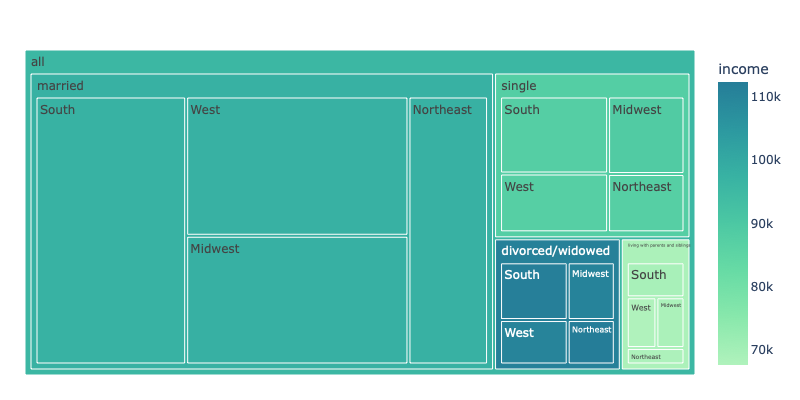 all
married
South
West
Northeast
Midwest
single
South
Midwest
West
Northeast
divorced/widowed
South
Midwest
West
Northeast
living with parents and siblings
South
West
Midwest
Northeast
income
110k
100k
90k
80k
70k